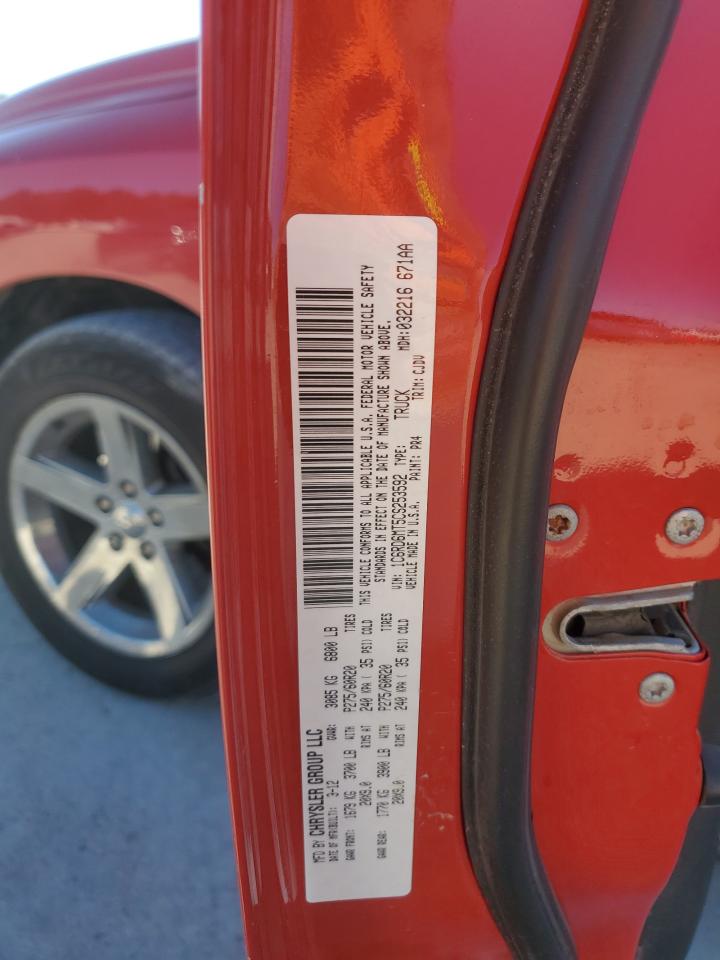 MFD BY CHRYSLER GROUP LLC
DATE OF MFR(BUILT): 3-12 GVWR: 3085 KG 6800 LB
GAWR FRONT: 1679 KG 3700 LB WITH P275/60R20 TIRES
20X9.0 RIMS AT 240 KPA ( 35 PSI) COLD
GAWR REAR: 1770 KG 3900 LB WITH P275/60R20 TIRES
20X9.0 RIMS AT 240 KPA ( 35 PSI) COLD
THIS VEHICLE CONFORMS TO ALL APPLICABLE U.S.A. FEDERAL MOTOR VEHICLE SAFETY
STANDARDS IN EFFECT ON THE DATE OF MANUFACTURE SHOWN ABOVE.
VIN: 1C6RD6MT5CS253592 TYPE: TRUCK MDH:032216 671AA
VEHICLE MADE IN U.S.A. PAINT: PR4 TRIM: CJDV